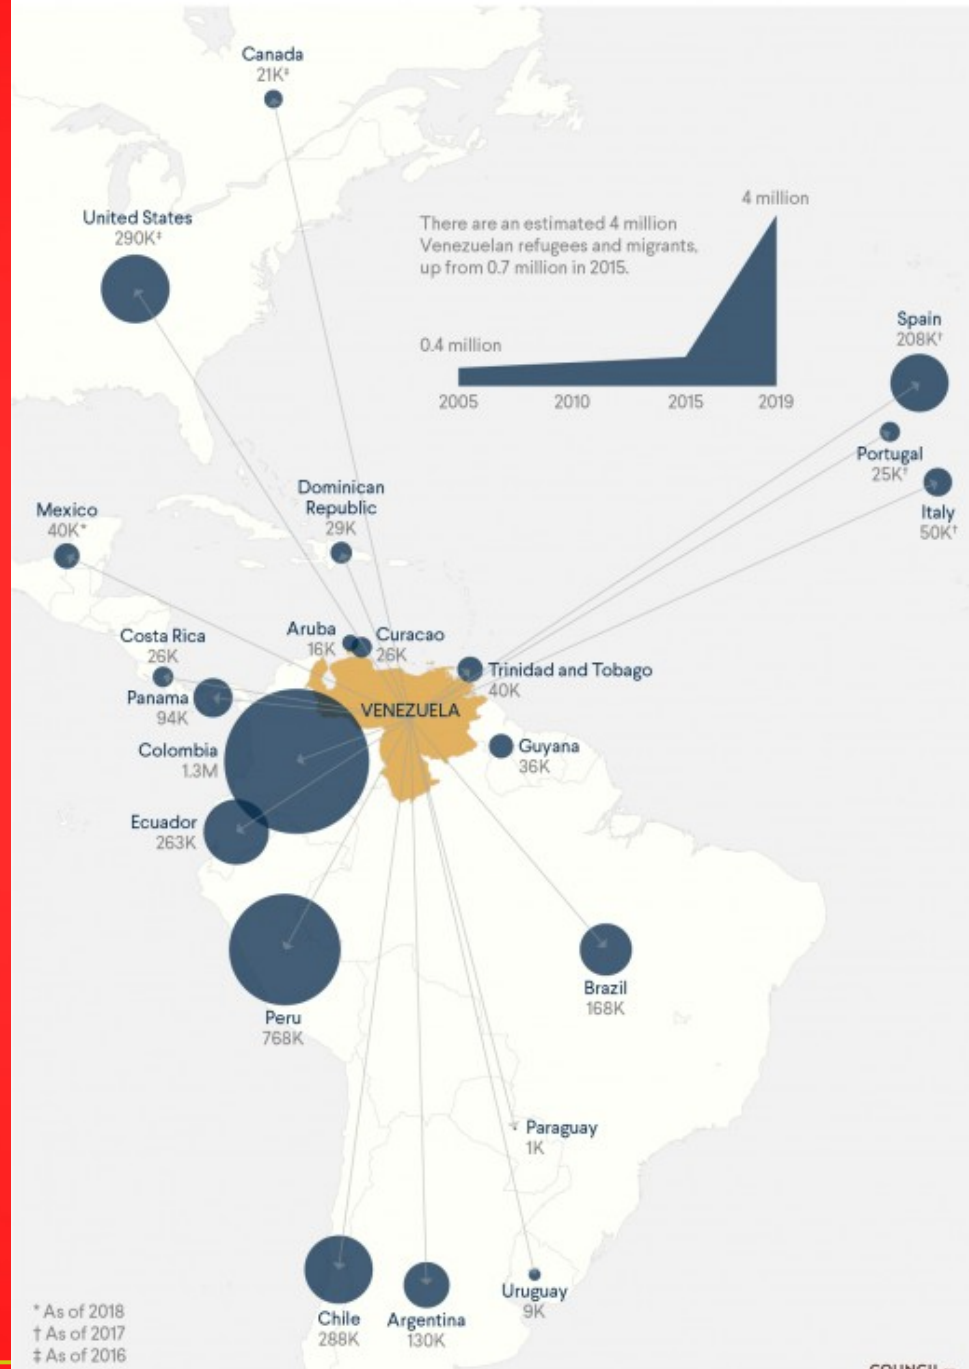 Canada
21K‡
United States
290K‡
There are an estimated 4 million
Venezuelan refugees and migrants,
up from 0.7 million in 2015.
4 million
0.4 million
2005 2010 2015 2019
Spain
208K†
Portugal
25K†
Italy
50K†
Dominican
Republic
29K
Mexico
40K*
Aruba
16K
Curacao
26K
Costa Rica
26K
Trinidad and Tobago
40K
Panama
94K
VENEZUELA
Colombia
1.3M
Guyana
36K
Ecuador
263K
Brazil
168K
Peru
768K
Paraguay
1K
Uruguay
9K
Chile
288K
Argentina
130K
* As of 2018
† As of 2017
‡ As of 2016